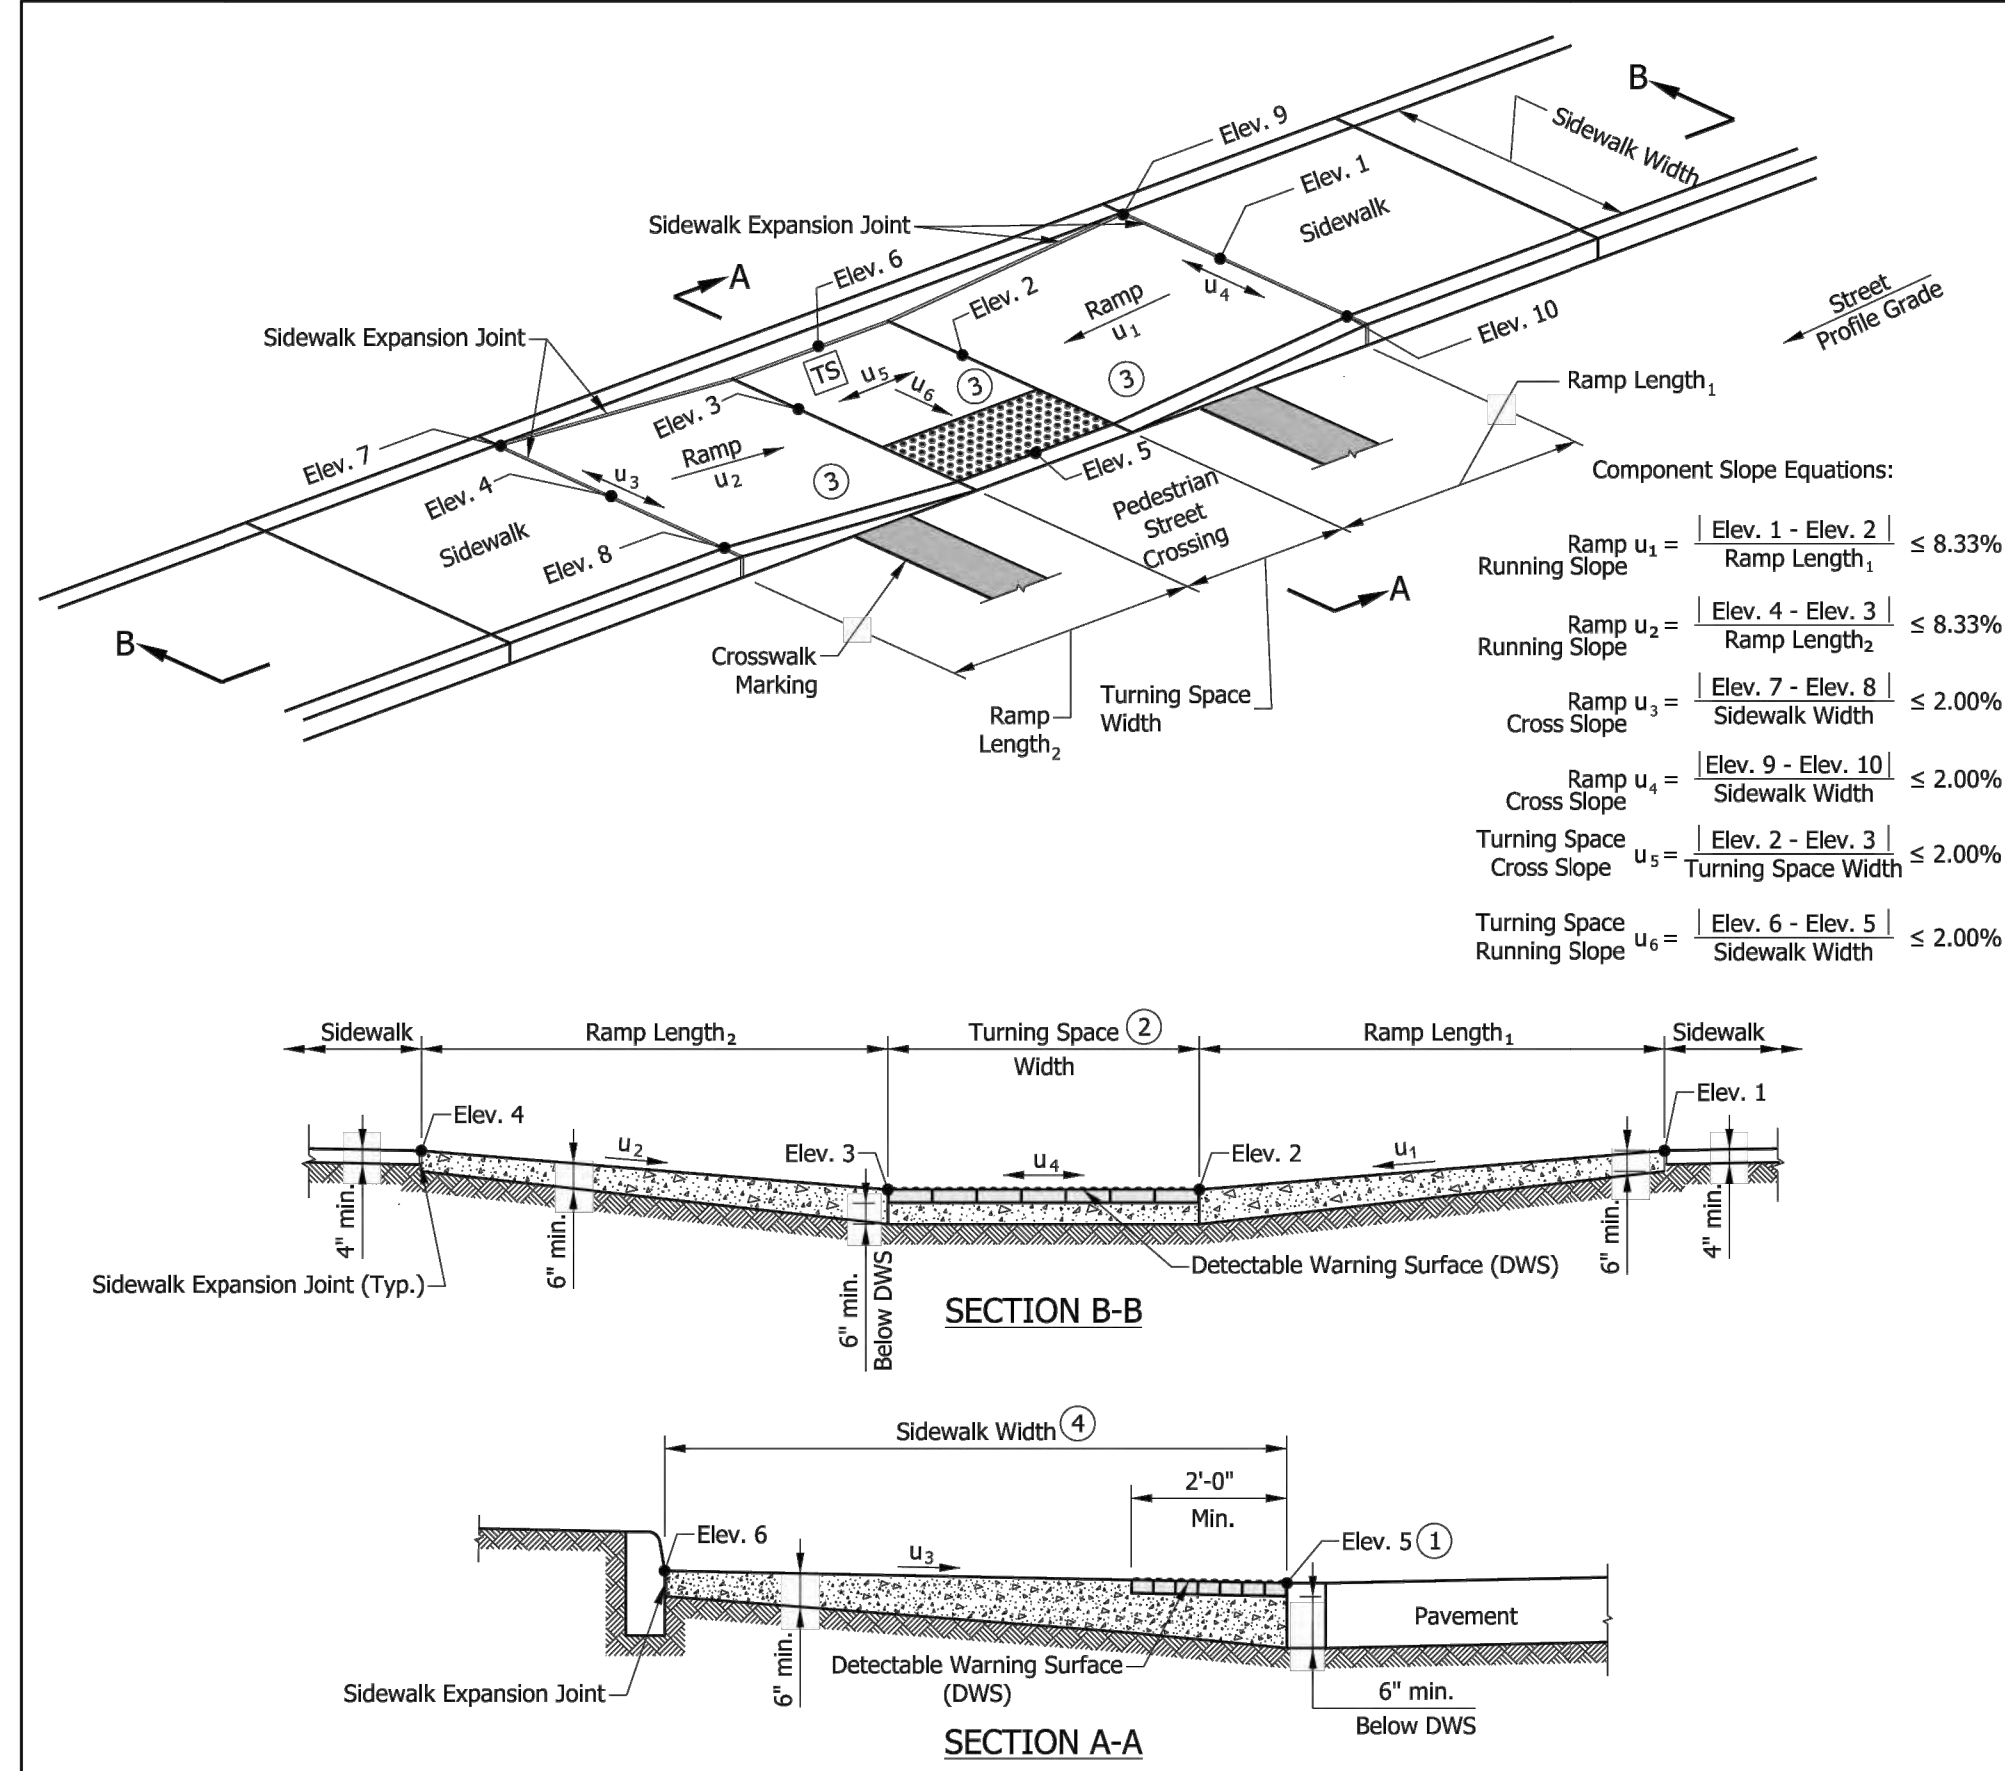 B
Sidewalk Width
Elev. 9
Elev. 1
Sidewalk
Sidewalk Expansion Joint
A
Elev. 6
Elev. 2
Ramp
u1
u4
Elev. 10
Street
Profile Grade
Sidewalk Expansion Joint
TS
u5
u6
3
3
Ramp Length1
Elev. 3
Elev. 7
Ramp
u2
3
Elev. 5
Elev. 4
u3
Sidewalk
Elev. 8
Pedestrian
Street
Crossing
A
B
Crosswalk
Marking
Ramp
Length2
Turning Space
Width
Component Slope Equations:
Ramp u1 = | Elev. 1 - Elev. 2 | ≤ 8.33%
Running Slope Ramp Length1
Ramp u2 = | Elev. 4 - Elev. 3 | ≤ 8.33%
Running Slope Ramp Length2
Ramp u3 = | Elev. 7 - Elev. 8 | ≤ 2.00%
Cross Slope Sidewalk Width
Ramp u4 = |Elev. 9 - Elev. 10| ≤ 2.00%
Cross Slope Sidewalk Width
Turning Space u5 = | Elev. 2 - Elev. 3 | ≤ 2.00%
Cross Slope Turning Space Width
Turning Space u6 = | Elev. 6 - Elev. 5 | ≤ 2.00%
Running Slope Sidewalk Width
Sidewalk
Ramp Length2
Turning Space 2
Width
Ramp Length1
Sidewalk
Elev. 4
Elev. 1
u2
Elev. 3
u4
Elev. 2
u1
4" min.
6" min.
6" min.
Below DWS
6" min.
4" min.
Sidewalk Expansion Joint (Typ.)
Detectable Warning Surface (DWS)
SECTION B-B
Sidewalk Width 4
2'-0"
Min.
Elev. 6
u3
Elev. 5 1
Pavement
6" min.
Detectable Warning Surface
(DWS)
Sidewalk Expansion Joint
6" min.
Below DWS
SECTION A-A